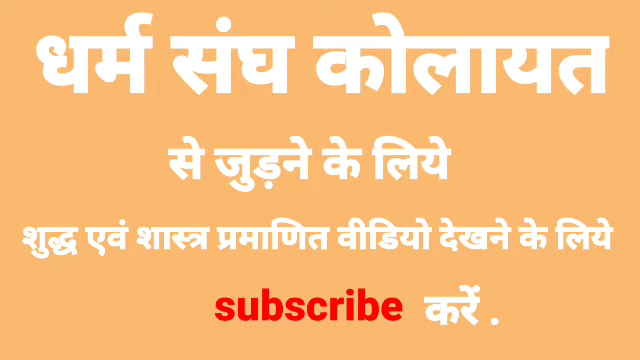 धर्म संघ कोलायत
से जुड़ने के लिये
शुद्ध एवं शास्त्र प्रमाणित वीडियो देखने के लिये
subscribe करें .